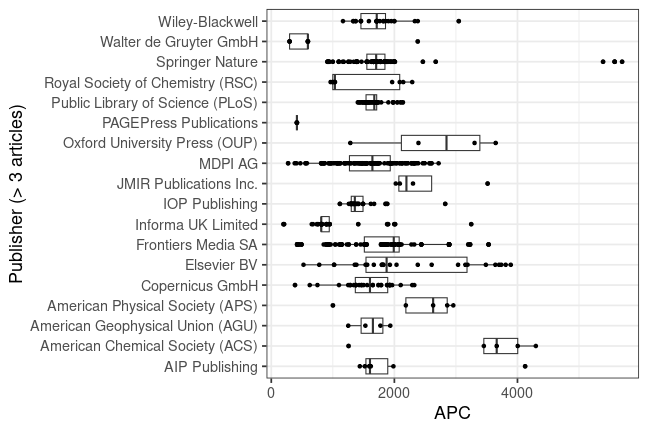 Publisher (> 3 articles)
Wiley-Blackwell
Walter de Gruyter GmbH
Springer Nature
Royal Society of Chemistry (RSC)
Public Library of Science (PLoS)
PAGEPress Publications
Oxford University Press (OUP)
MDPI AG
JMIR Publications Inc.
IOP Publishing
Informa UK Limited
Frontiers Media SA
Elsevier BV
Copernicus GmbH
American Physical Society (APS)
American Geophysical Union (AGU)
American Chemical Society (ACS)
AIP Publishing
0 2000 4000
APC